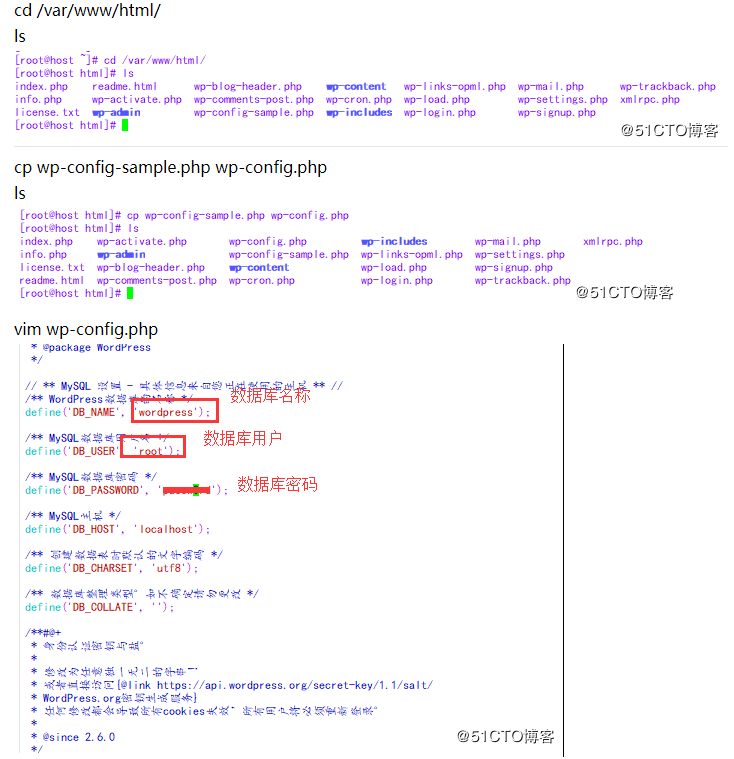 cd /var/www/html/
ls
[root@host ~]# cd /var/www/html/
[root@host html]# ls
index.php readme.html wp-blog-header.php wp-content wp-links-opml.php wp-mail.php wp-trackback.php
info.php wp-activate.php wp-comments-post.php wp-cron.php wp-load.php wp-settings.php xmlrpc.php
license.txt wp-admin wp-config-sample.php wp-includes wp-login.php wp-signup.php
[root@host html]#
@51CTO博客
cp wp-config-sample.php wp-config.php
ls
[root@host html]# cp wp-config-sample.php wp-config.php
[root@host html]# ls
index.php wp-activate.php wp-config.php wp-includes wp-mail.php xmlrpc.php
info.php wp-admin wp-config-sample.php wp-links-opml.php wp-settings.php
license.txt wp-blog-header.php wp-content wp-load.php wp-signup.php
readme.html wp-comments-post.php wp-cron.php wp-login.php wp-trackback.php
[root@host html]#
@51CTO博客
vim wp-config.php
* @package WordPress
*/
// ** MySQL 设置 - 具体信息来自您正在使用的主机 ** //
/** WordPress数据库的名称 */
数据库名称
define('DB_NAME', 'wordpress');
/** MySQL数据库用户名 */
数据库用户
define('DB_USER', 'root');
/** MySQL数据库密码 */
define('DB_PASSWORD', ');
数据库密码
/** MySQL主机 */
define('DB_HOST', 'localhost');
/** 创建数据表时默认的文字编码 */
define('DB_CHARSET', 'utf8');
/** 数据库整理类型。如不确定请勿更改 */
define('DB_COLLATE', '');
/**#@+
* 身份认证密钥与盐。
*
* 修改为任意独一无二的字串！
* 或者直接访问{@link https://api.wordpress.org/secret-key/1.1/salt/
* WordPress.org密钥生成服务}
* 任何修改都会导致所有cookies失效，所有用户将必须重新登录。
*
* @since 2.6.0
*/
@51CTO博客